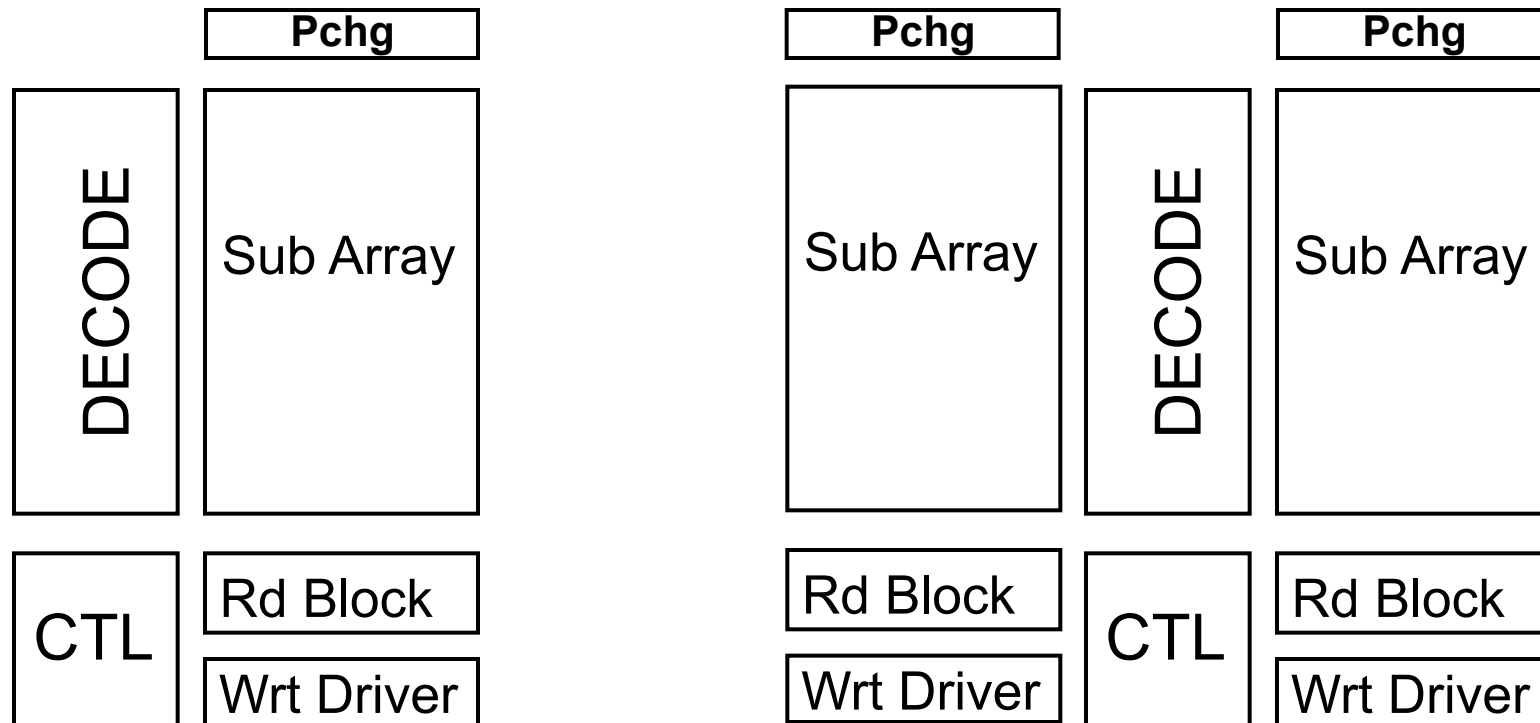 Pchg
DECODE
Sub Array
CTL
Rd Block
Wrt Driver
Pchg
Pchg
Sub Array
DECODE
Sub Array
Rd Block
CTL
Rd Block
Wrt Driver
Wrt Driver